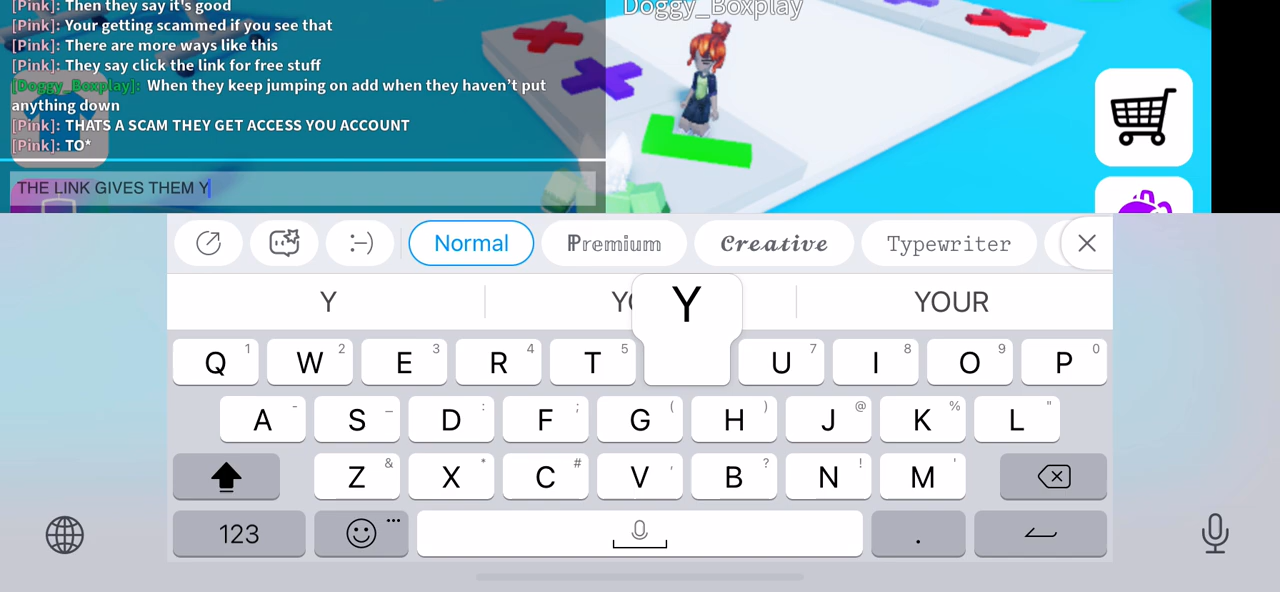 [Pink]: Then they say it's good
[Pink]: Your getting scammed if you see that
[Pink]: There are more ways like this
[Pink]: They say click the link for free stuff
[Doggy_Boxplay]: When they keep jumping on add when they haven’t put
anything down
[Pink]: THATS A SCAM THEY GET ACCESS YOU ACCOUNT
[Pink]: TO*
THE LINK GIVES THEM Y
Doggy_Boxplay
:-) Normal Premium Creative Typewriter
Y YOUR
Y
Q 1 W 2 E 3 R 4 T 5 U 7 I 8 O 9 P 0
A - S _ D : F ; G ( H ) J @ K % L "
Z & X * C # V , B ? N ! M '
123 ... .